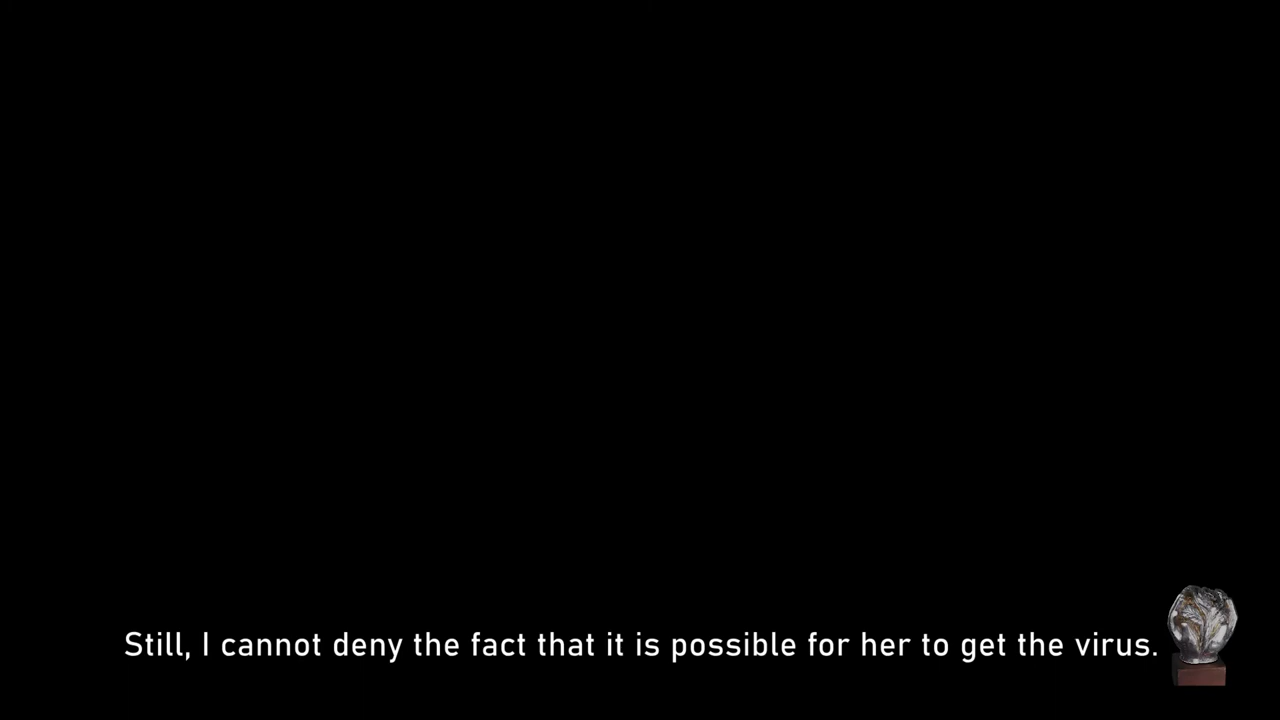 Still, I cannot deny the fact that it is possible for her to get the virus.